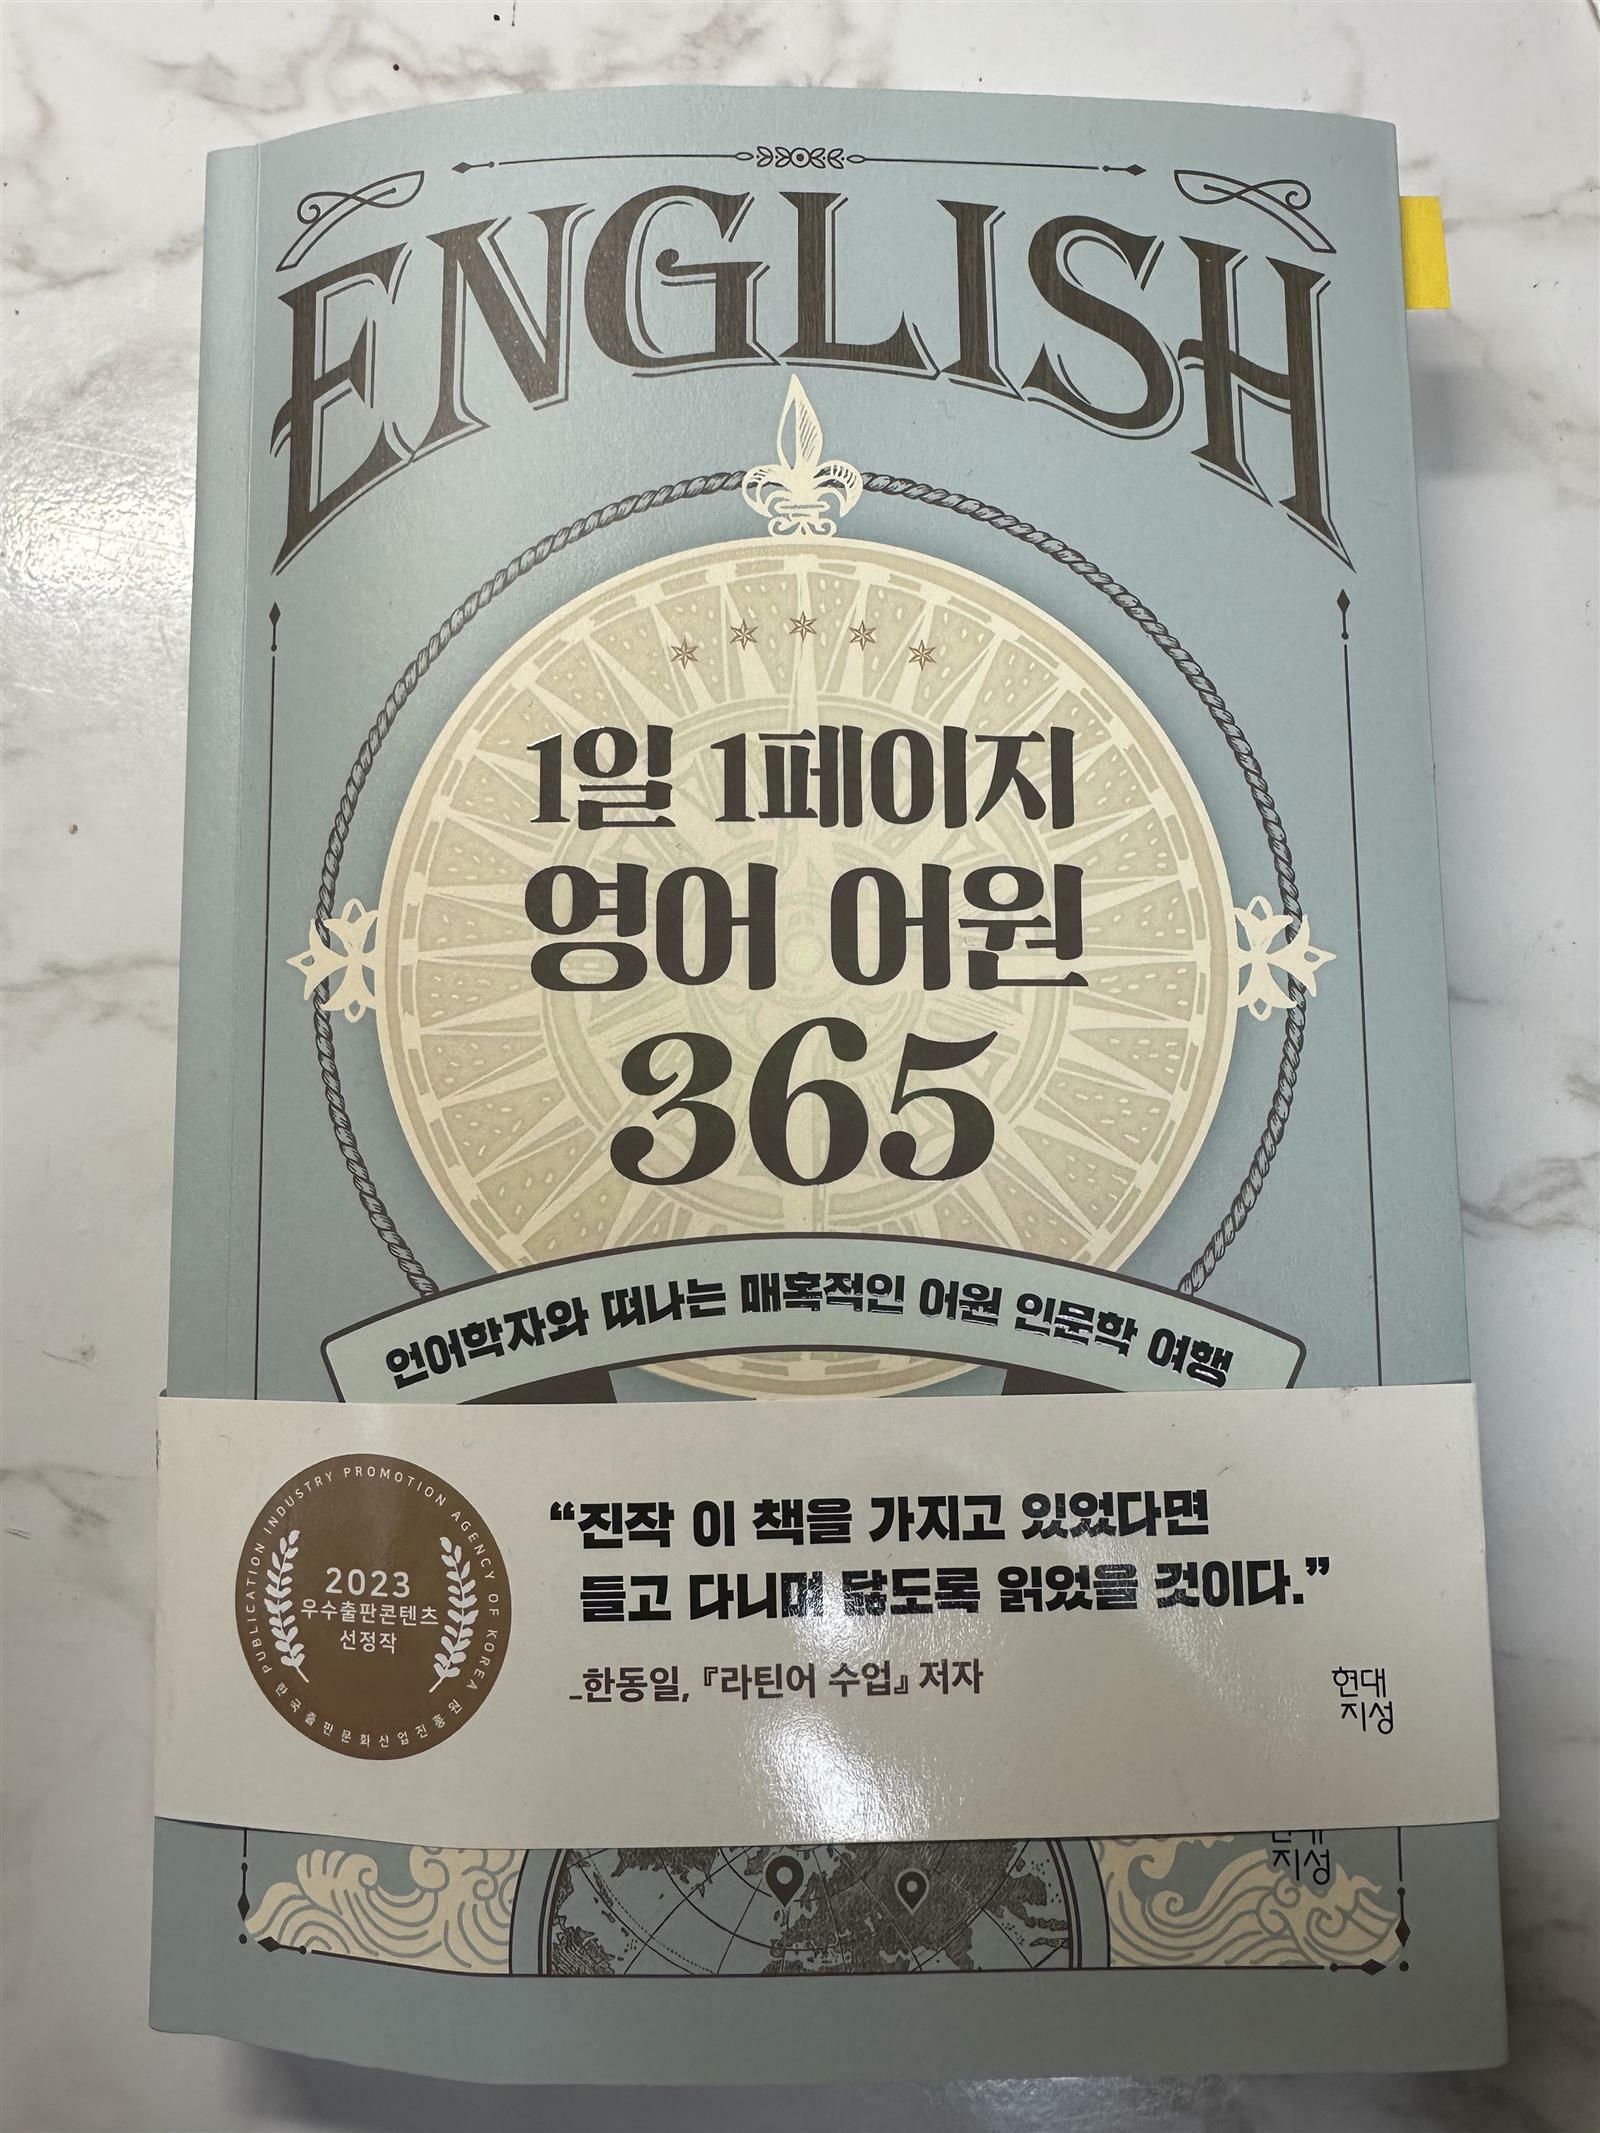 ENGLISH
1일 1페이지
영어 어원
365
언어학자와 떠나는 매혹적인 어원 인문학 여행
PUBLICATION INDUSTRY PROMOTION AGENCY OF KOREA
2023
우수출판콘텐츠
선정작
한국출판문화산업진흥원
“진작 이 책을 가지고 있었다면
들고 다니며 닳도록 읽었을 것이다.”
_한동일, 『라틴어 수업』 저자
현대
지성
지성